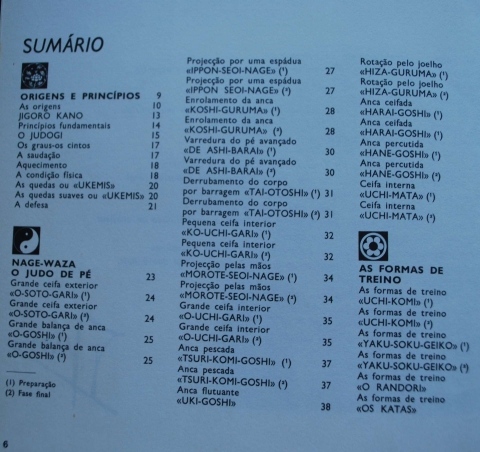 SUMÁRIO
ORIGENS E PRINCÍPIOS 9
As origens 10
JIGORO KANO 13
Princípios fundamentais 14
O JUDOGI 15
Os graus-os cintos 17
A saudação 17
Aquecimento 18
A condição física 18
As quedas ou «UKEMIS» 20
As quedas suaves ou «UKEMIS» 20
A defesa 21
NAGE-WAZA
O JUDO DE PÉ 23
Grande ceifa exterior
«O-SOTO-GARI» (¹) 24
Grande ceifa exterior
«O-SOTO-GARI» (²) 24
Grande balança de anca
«O-GOSHI» (¹) 25
Grande balança de anca
«O-GOSHI» (²) 25
(1) Preparação
(2) Fase final
6
Projecção por uma espádua
«IPPON-SEOI-NAGE» (¹) 27
Projecção por uma espádua
«IPPON SEOI-NAGE» (²) 27
Enrolamento da anca
«KOSHI-GURUMA» (¹) 28
Enrolamento da anca
«KOSHI-GURUMA» (²) 28
Varredura do pé avançado
«DE ASHI-BARAI» (¹) 30
Varredura do pé avançado
«DE ASHI-BARAI» (²) 30
Derrubamento do corpo
por barragem «TAI-OTOSHI» (¹) 31
Derrubamento do corpo
por barragem «TAI-OTOSHI» (²) 31
Pequena ceifa interior
«KO-UCHI-GARI» (¹) 32
Pequena ceifa interior
«KO-UCHI-GARI» (²) 32
Projecção pelas mãos
«MOROTE-SEOI-NAGE» (¹) 34
Projecção pelas mãos
«MOROTE-SEOI-NAGE» (²) 34
Grande ceifa interior
«O-UCHI-GARI» (¹) 35
Grande ceifa interior
«O-UCHI-GARI» (²) 35
Anca pescada
«TSURI-KOMI-GOSHI» (¹) 37
Anca pescada
«TSURI-KOMI-GOSHI» (²) 37
Anca flutuante
«UKI-GOSHI» 38
Rotação pelo joelho
«HIZA-GURUMA» (¹)
Rotação pelo joelho
«HIZA-GURUMA» (²)
Anca ceifada
«HARAI-GOSHI» (¹)
Anca ceifada
«HARAI-GOSHI» (²)
Anca percutida
«HANE-GOSHI» (¹)
Anca percutida
«HANE-GOSHI» (²)
Ceifa interna
«UCHI-MATA» (¹)
Ceifa interna
«UCHI-MATA» (²)
AS FORMAS DE
TREINO
As formas de treino
«UCHI-KOMI» (¹)
As formas de treino
«UCHI-KOMI» (²)
As formas de treino
«YAKU-SOKU-GEIKO» (¹)
As formas de treino
«YAKU-SOKU-GEIKO» (²)
As formas de treino
«O RANDORI»
As formas de treino
«OS KATAS»